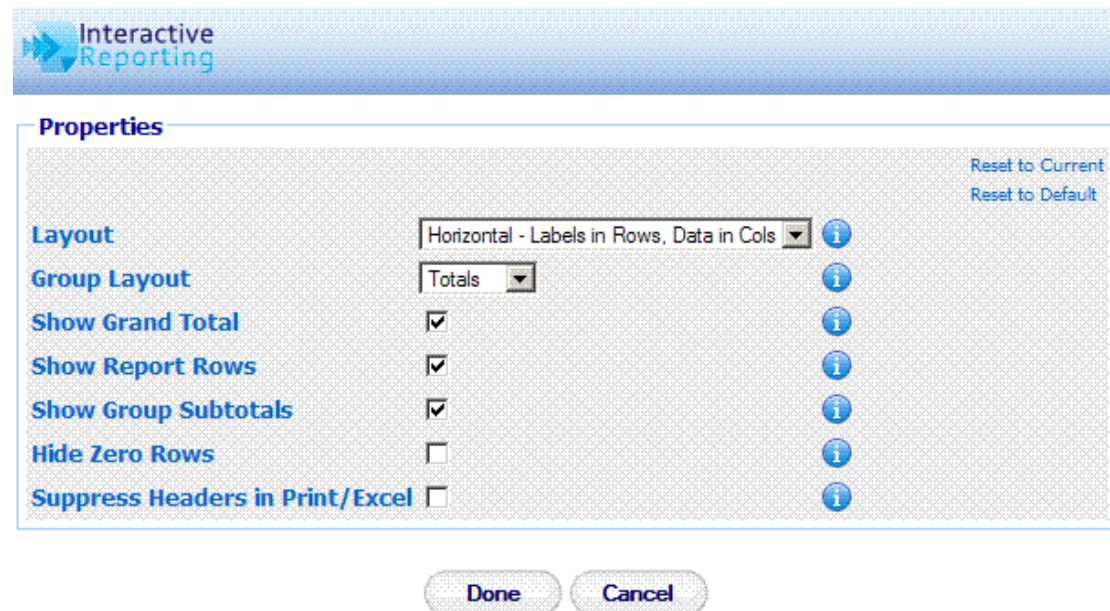 Interactive
Reporting
Properties
Reset to Current
Reset to Default
Layout Horizontal - Labels in Rows, Data in Cols
Group Layout Totals
Show Grand Total
Show Report Rows
Show Group Subtotals
Hide Zero Rows
Suppress Headers in Print/Excel
Done Cancel